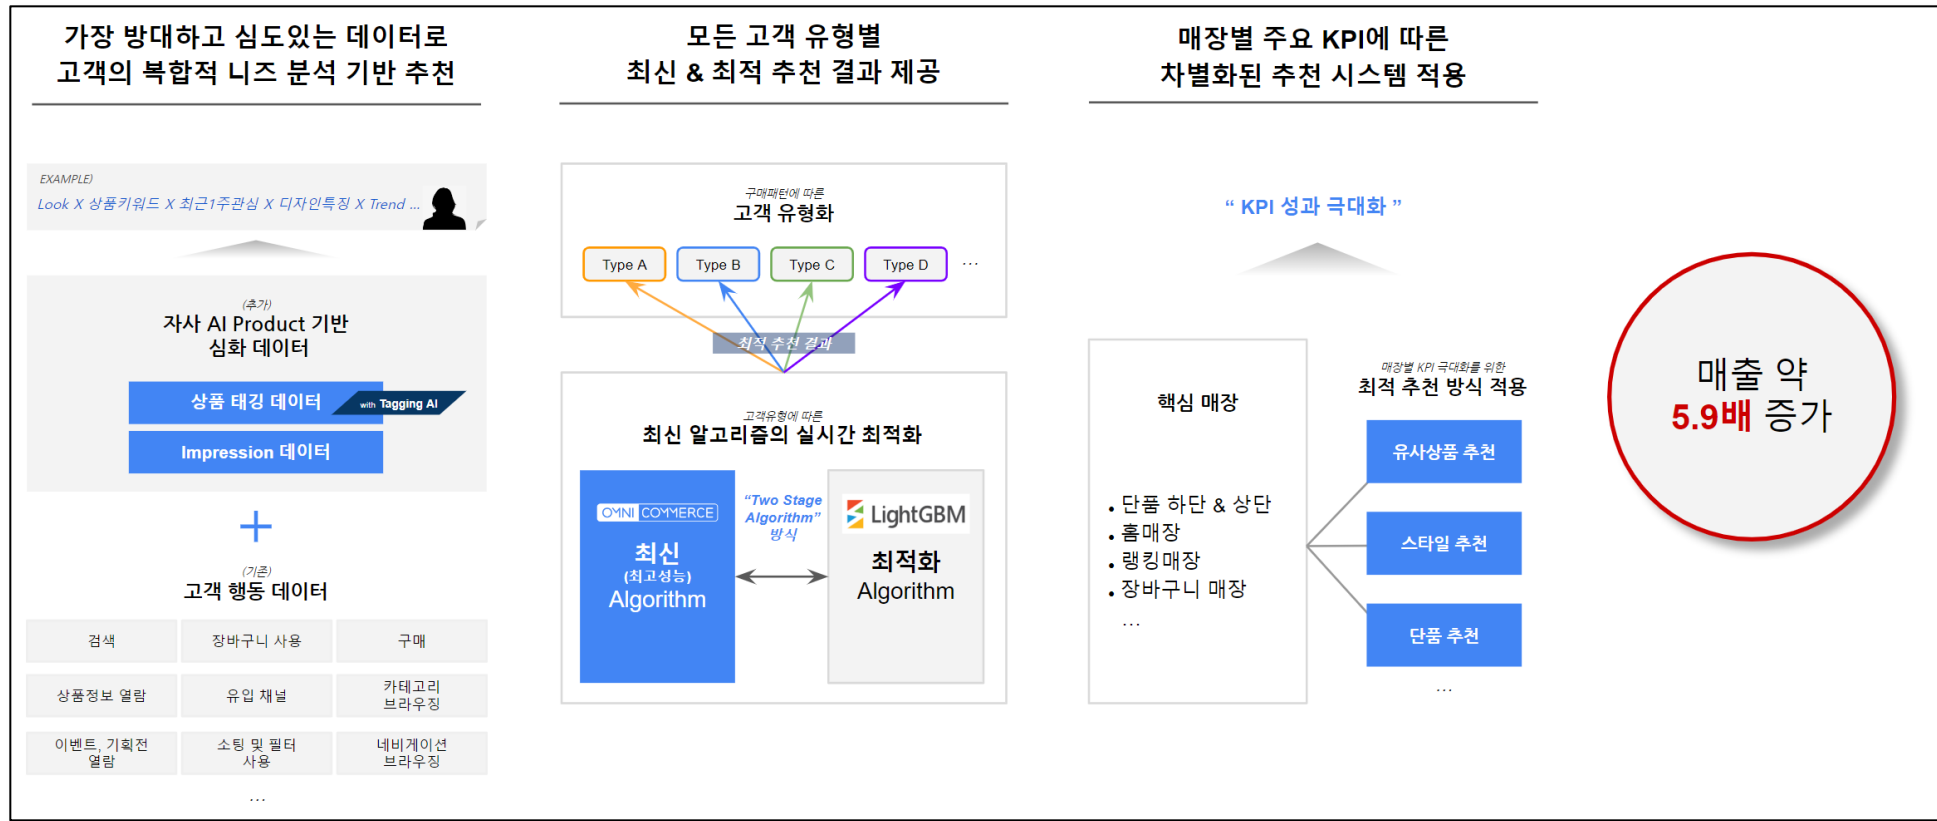 가장 방대하고 심도있는 데이터로
고객의 복합적 니즈 분석 기반 추천
EXAMPLE)
Look X 상품키워드 X 최근1주관심 X 디자인특징 X Trend ...
(추가)
자사 AI Product 기반
심화 데이터
상품 태깅 데이터
with Tagging AI
Impression 데이터
+
(기존)
고객 행동 데이터
검색
장바구니 사용
구매
상품정보 열람
유입 채널
카테고리
브라우징
이벤트, 기획전
열람
소팅 및 필터
사용
네비게이션
브라우징
...
모든 고객 유형별
최신 & 최적 추천 결과 제공
구매패턴에 따른
고객 유형화
Type A
Type B
Type C
Type D
...
최적 추천 결과
고객유형에 따른
최신 알고리즘의 실시간 최적화
OMNI COMMERCE
최신
(최고성능)
Algorithm
“Two Stage
Algorithm”
방식
LightGBM
최적화
Algorithm
매장별 주요 KPI에 따른
차별화된 추천 시스템 적용
“ KPI 성과 극대화 ”
핵심 매장
• 단품 하단 & 상단
• 홈매장
• 랭킹매장
• 장바구니 매장
...
매장별 KPI 극대화를 위한
최적 추천 방식 적용
유사상품 추천
스타일 추천
단품 추천
...
매출 약
5.9배 증가